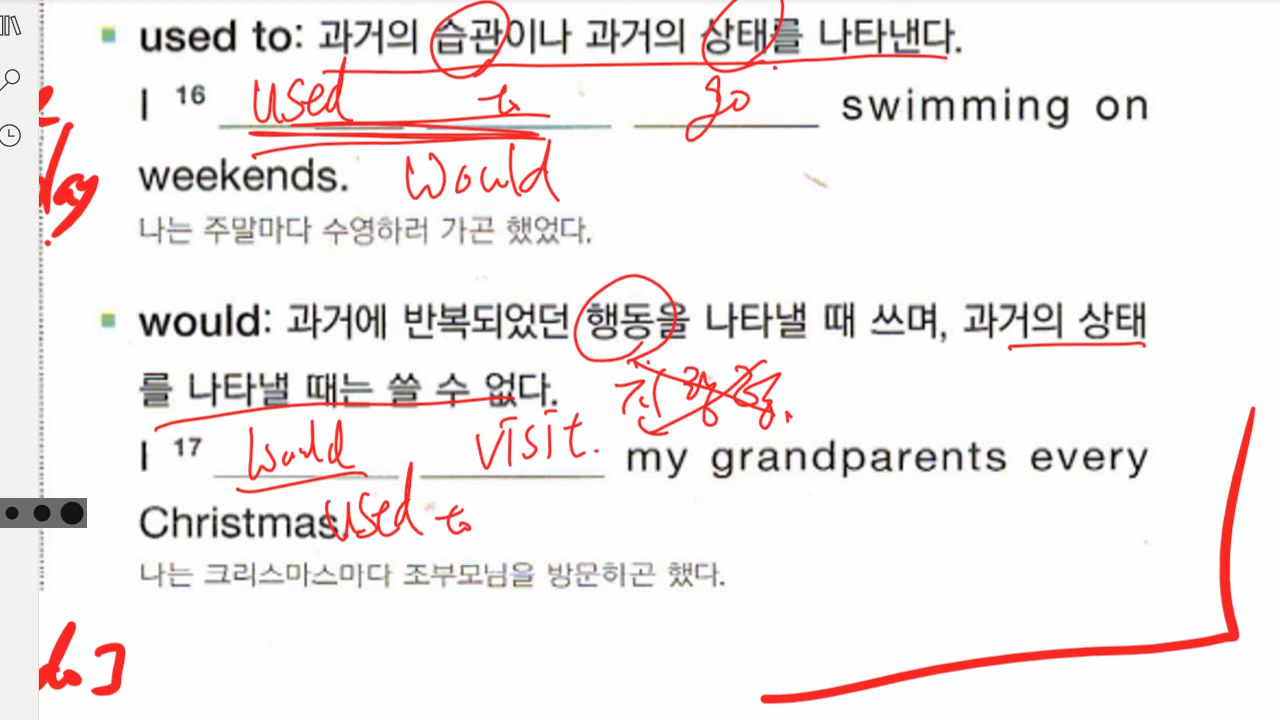 used to: 과거의 습관이나 과거의 상태를 나타낸다.
I 16 used to go swimming on
weekends. would
나는 주말마다 수영하러 가곤 했었다.
day
would: 과거에 반복되었던 행동을 나타낼 때 쓰며, 과거의 상태
를 나타낼 때는 쓸 수 없다.
I 17 would visit. my grandparents every
Christmas. used to
나는 크리스마스마다 조부모님을 방문하곤 했다.